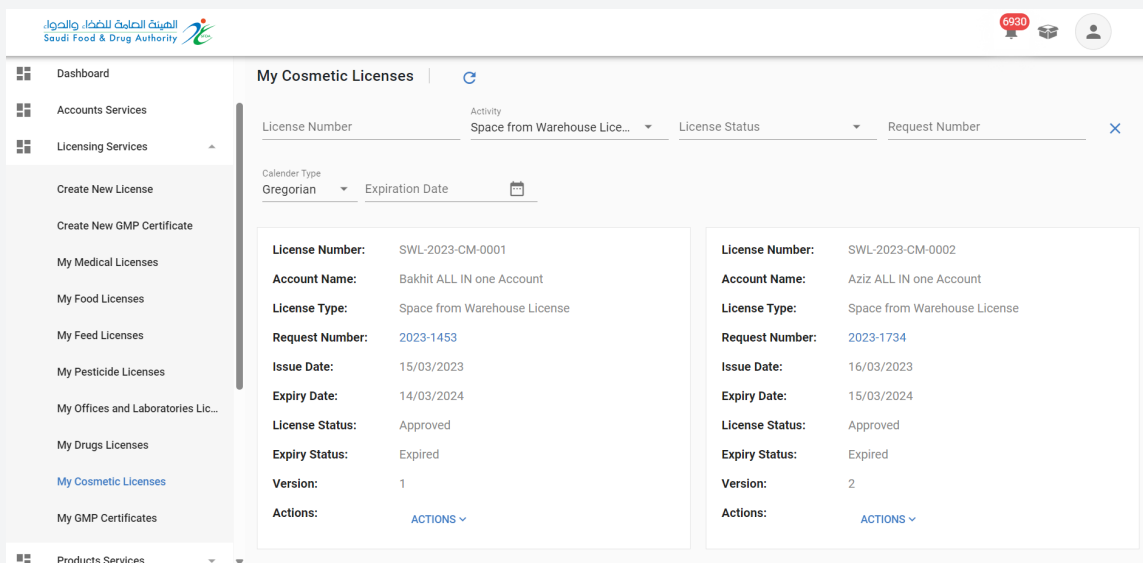 الهيئة العامة للغذاء والدواء
Saudi Food & Drug Authority
6930
Dashboard
Accounts Services
Licensing Services
Create New License
Create New GMP Certificate
My Medical Licenses
My Food Licenses
My Feed Licenses
My Pesticide Licenses
My Offices and Laboratories Lic...
My Drugs Licenses
My Cosmetic Licenses
My GMP Certificates
Products Services
My Cosmetic Licenses
License Number
Activity
Space from Warehouse Lice...
License Status
Request Number
Calender Type
Gregorian
Expiration Date
License Number: SWL-2023-CM-0001
Account Name: Bakhit ALL IN one Account
License Type: Space from Warehouse License
Request Number: 2023-1453
Issue Date: 15/03/2023
Expiry Date: 14/03/2024
License Status: Approved
Expiry Status: Expired
Version: 1
Actions: ACTIONS
License Number: SWL-2023-CM-0002
Account Name: Aziz ALL IN one Account
License Type: Space from Warehouse License
Request Number: 2023-1734
Issue Date: 16/03/2023
Expiry Date: 15/03/2024
License Status: Approved
Expiry Status: Expired
Version: 2
Actions: ACTIONS